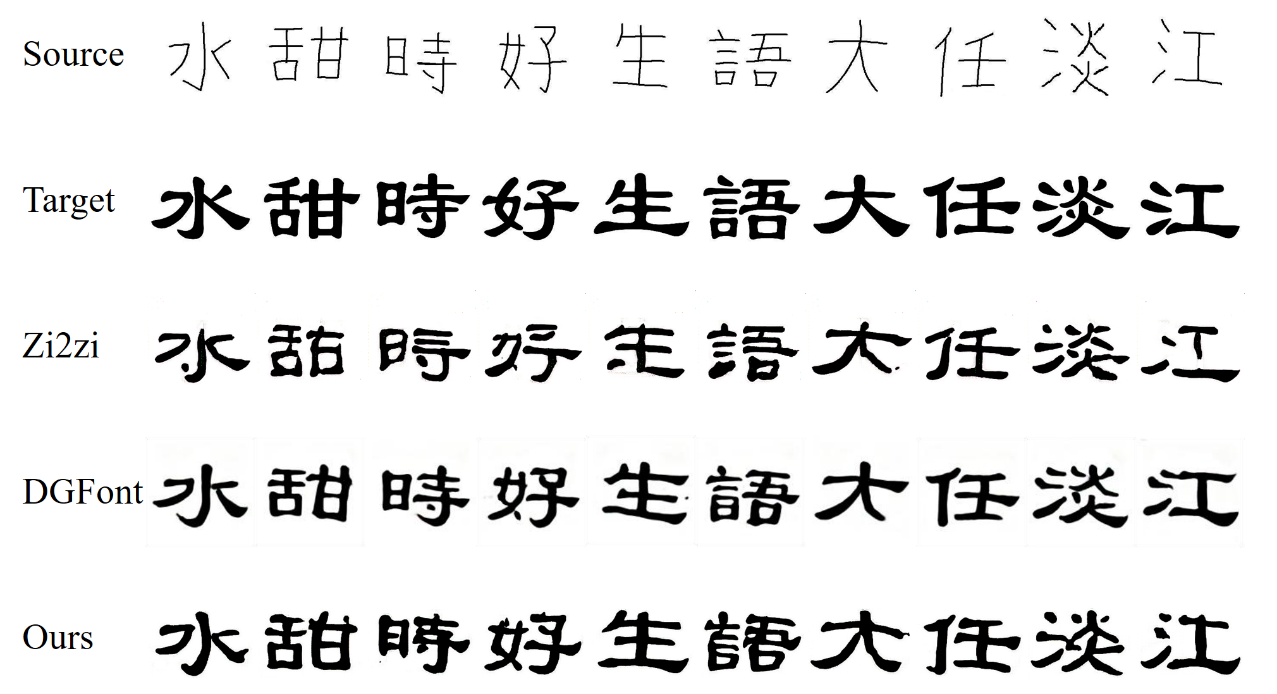 Source 水 甜 時 好 生 語 大 任 淡 江
Target 水 甜 時 好 生 語 大 任 淡 江
Zi2zi 水 甜 時 好 生 語 大 任 淡 江
DGFont 水 甜 時 好 生 語 大 任 淡 江
Ours 水 甜 時 好 生 語 大 任 淡 江